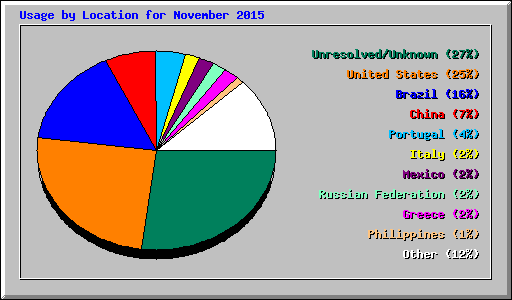 Usage by Location for November 2015
Unresolved/Unknown (27%)
United States (25%)
Brazil (16%)
China (7%)
Portugal (4%)
Italy (2%)
Mexico (2%)
Russian Federation (2%)
Greece (2%)
Philippines (1%)
Other (12%)